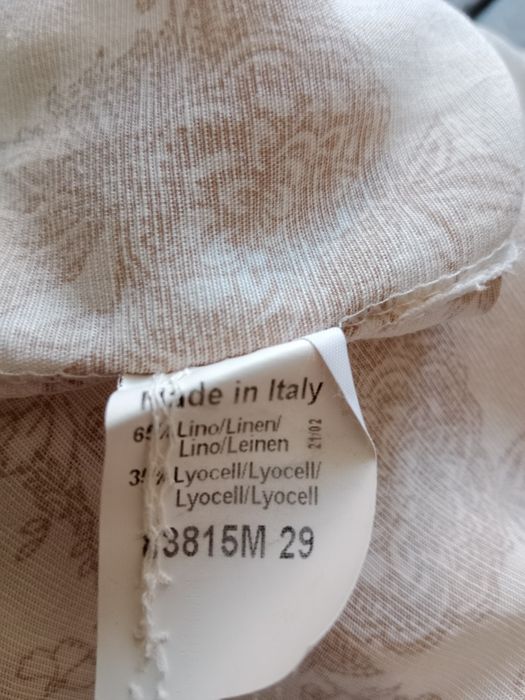 Made in Italy
65% Lino/Linen/
Lino/Leinen
21/02
35% Lyocell/Lyocell/
Lyocell/Lyocell
3815M 29